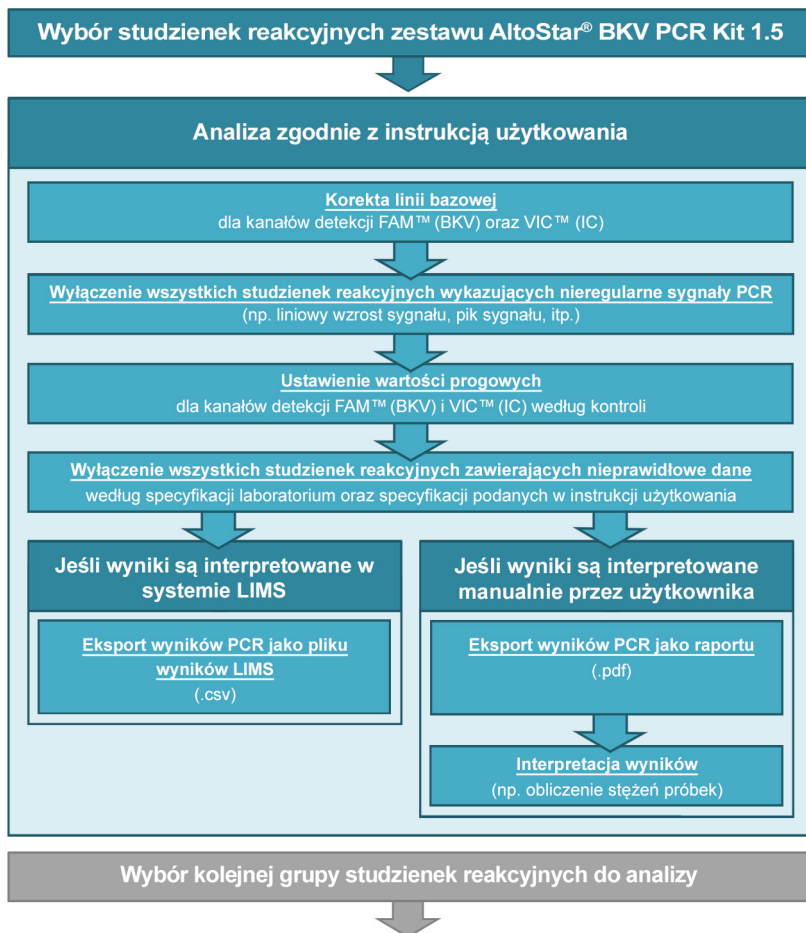 Wybór studzienek reakcyjnych zestawu AltoStar® BKV PCR Kit 1.5
Analiza zgodnie z instrukcją użytkowania
Korekta linii bazowej
dla kanałów detekcji FAM™ (BKV) oraz VIC™ (IC)
Wyłączenie wszystkich studzienek reakcyjnych wykazujących nieregularne sygnały PCR
(np. liniowy wzrost sygnału, pik sygnału, itp.)
Ustawienie wartości progowych
dla kanałów detekcji FAM™ (BKV) i VIC™ (IC) według kontroli
Wyłączenie wszystkich studzienek reakcyjnych zawierających nieprawidłowe dane
według specyfikacji laboratorium oraz specyfikacji podanych w instrukcji użytkowania
Jeśli wyniki są interpretowane w
systemie LIMS
Eksport wyników PCR jako pliku
wyników LIMS
(.csv)
Jeśli wyniki są interpretowane
manualnie przez użytkownika
Eksport wyników PCR jako raportu
(.pdf)
Interpretacja wyników
(np. obliczenie stężeń próbek)
Wybór kolejnej grupy studzienek reakcyjnych do analizy